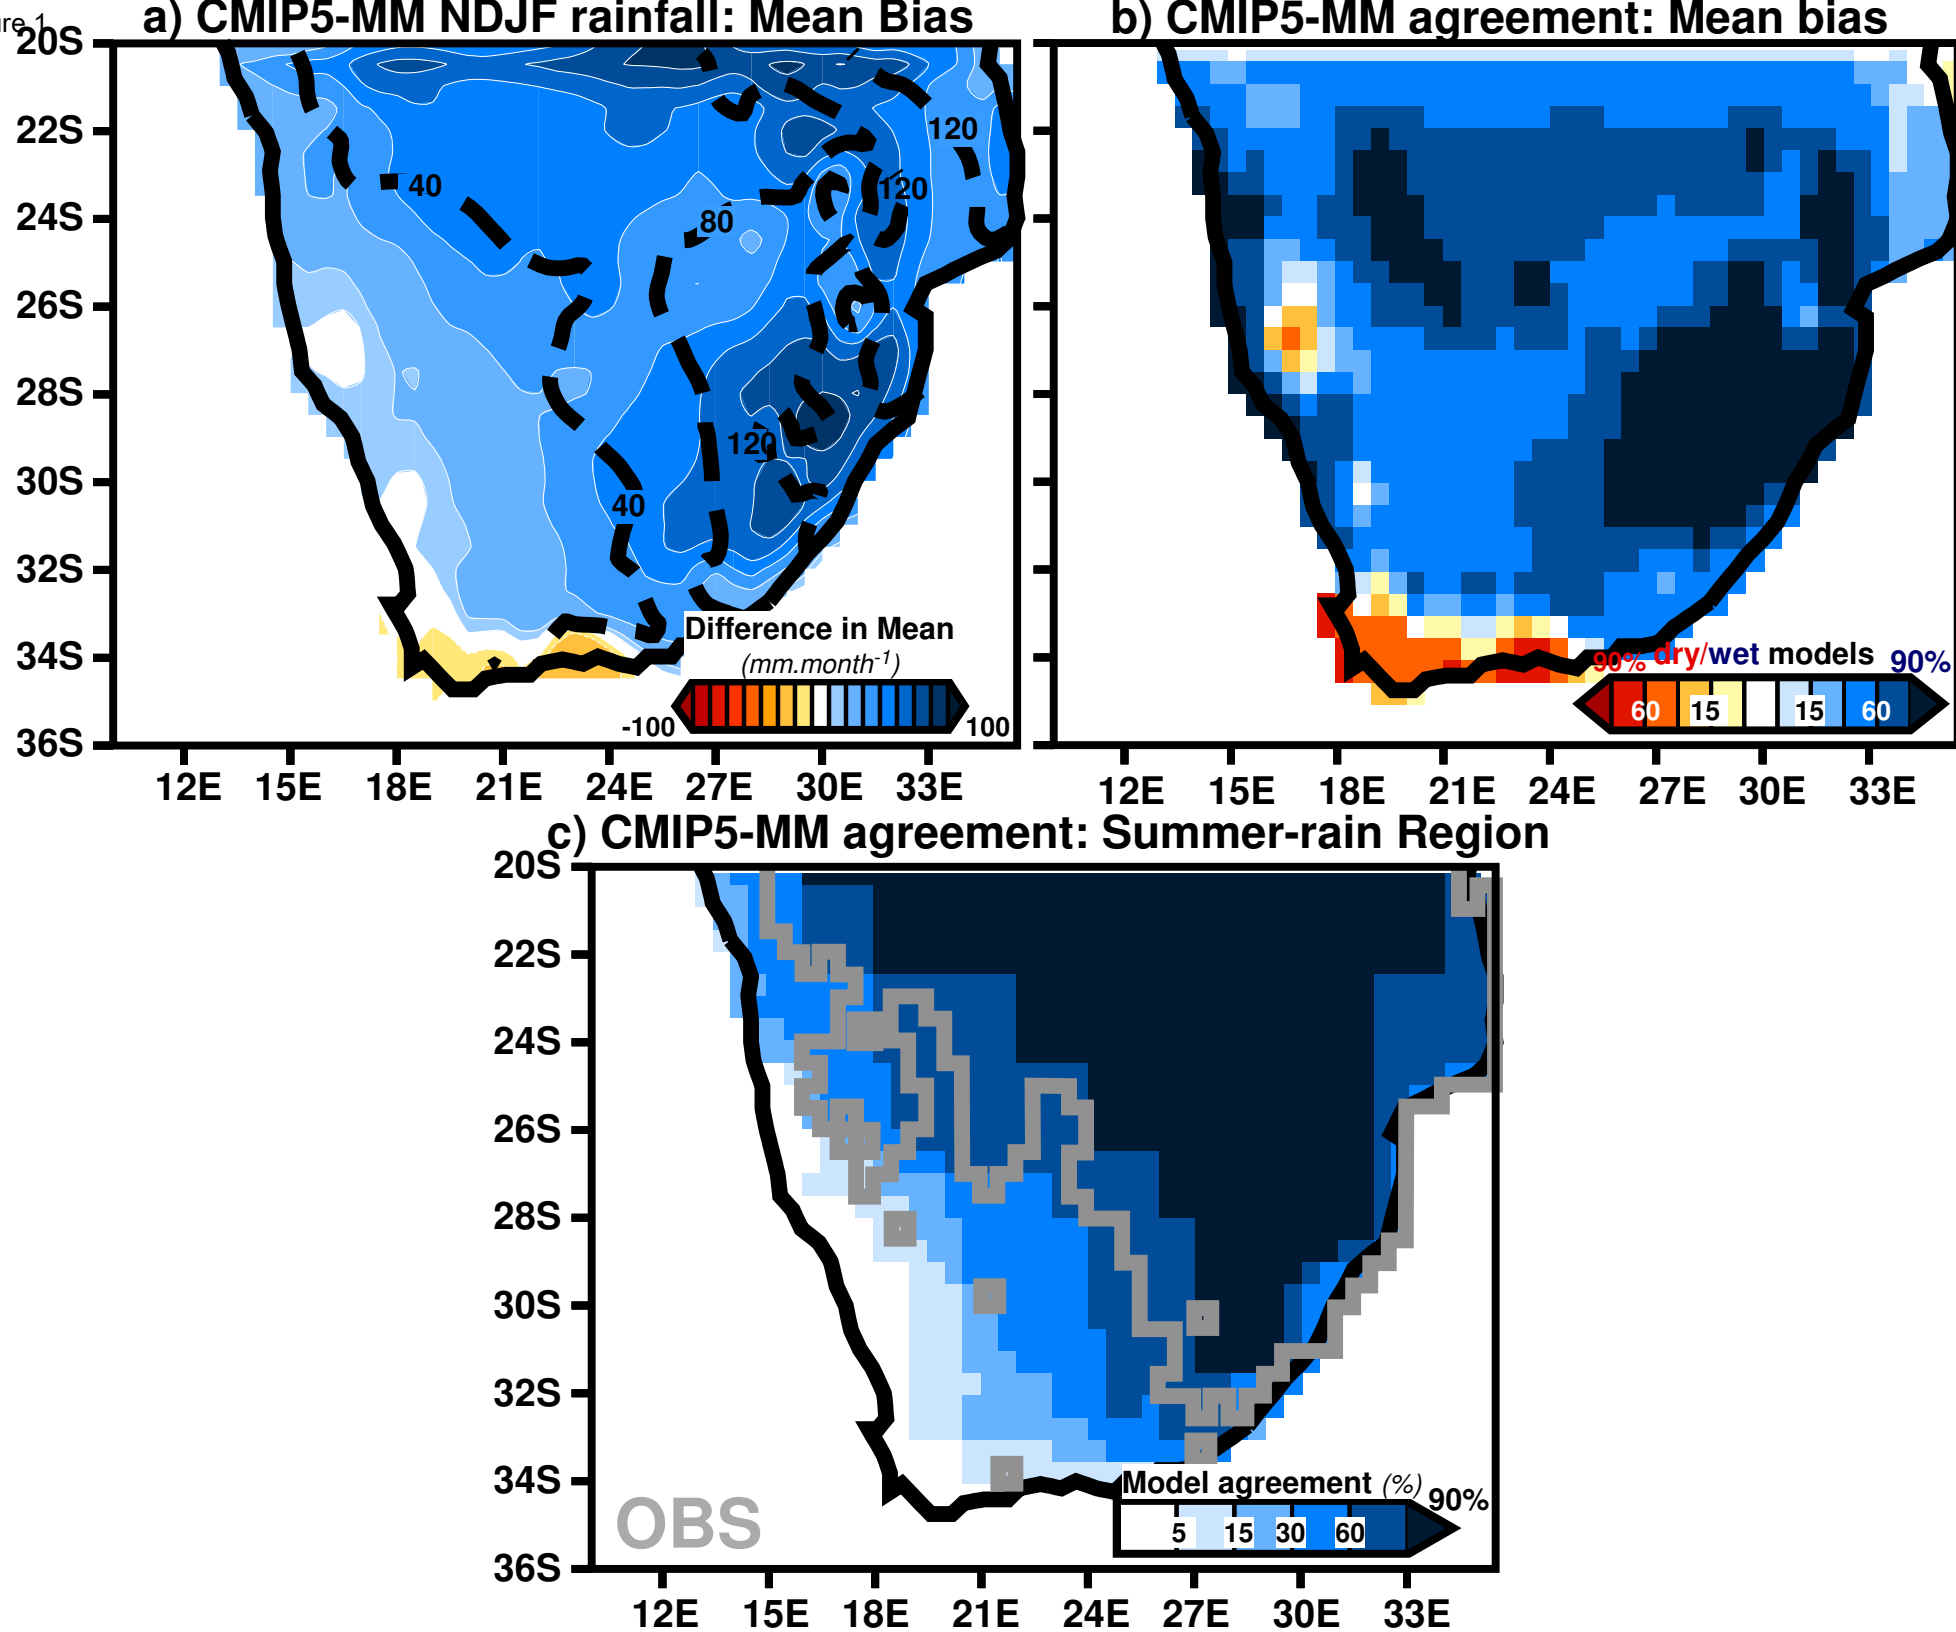 re 1
a) CMIP5-MM NDJF rainfall: Mean Bias
b) CMIP5-MM agreement: Mean bias
20S
22S
24S
26S
28S
30S
32S
34S
36S
40
80
120
120
120
40
Difference in Mean
(mm.month-1)
-100
100
12E 15E 18E 21E 24E 27E 30E 33E
90% dry/wet models 90%
60 15 15 60
12E 15E 18E 21E 24E 27E 30E 33E
c) CMIP5-MM agreement: Summer-rain Region
20S
22S
24S
26S
28S
30S
32S
34S
36S
OBS
Model agreement (%)
90%
5 15 30 60
12E 15E 18E 21E 24E 27E 30E 33E